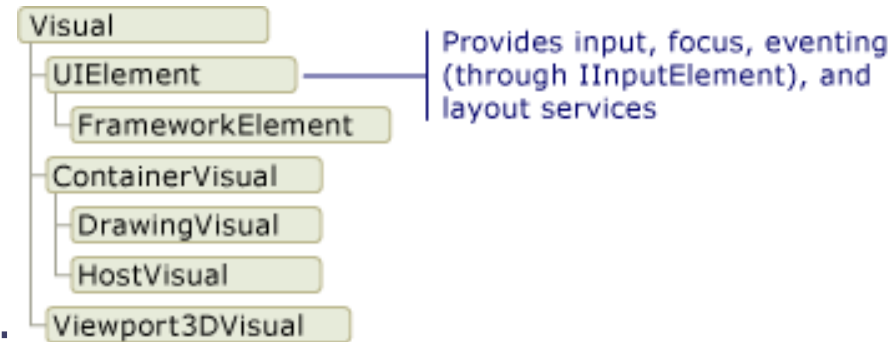 Visual
UIElement
FrameworkElement
ContainerVisual
DrawingVisual
HostVisual
Viewport3DVisual
Provides input, focus, eventing
(through IInputElement), and
layout services